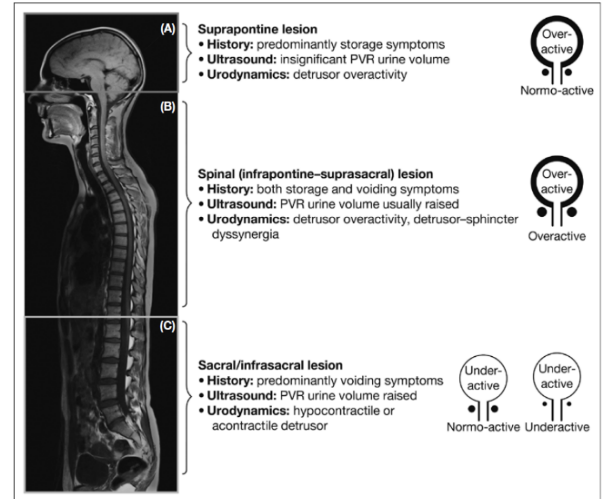 (A)
Suprapontine lesion
• History: predominantly storage symptoms
• Ultrasound: insignificant PVR urine volume
• Urodynamics: detrusor overactivity
Over-
active
Normo-active
(B)
Spinal (infrapontine–suprasacral) lesion
• History: both storage and voiding symptoms
• Ultrasound: PVR urine volume usually raised
• Urodynamics: detrusor overactivity, detrusor–sphincter
dyssynergia
Over-
active
Overactive
(C)
Sacral/infrasacral lesion
• History: predominantly voiding symptoms
• Ultrasound: PVR urine volume raised
• Urodynamics: hypocontractile or
acontractile detrusor
Under-
active
Normo-active
Under-
active
Underactive